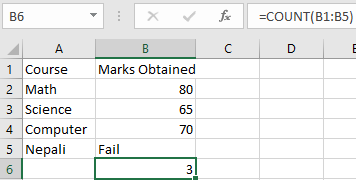 B6 fx =COUNT(B1:B5)
A B C D
1 Course Marks Obtained
2 Math 80
3 Science 65
4 Computer 70
5 Nepali Fail
6 3